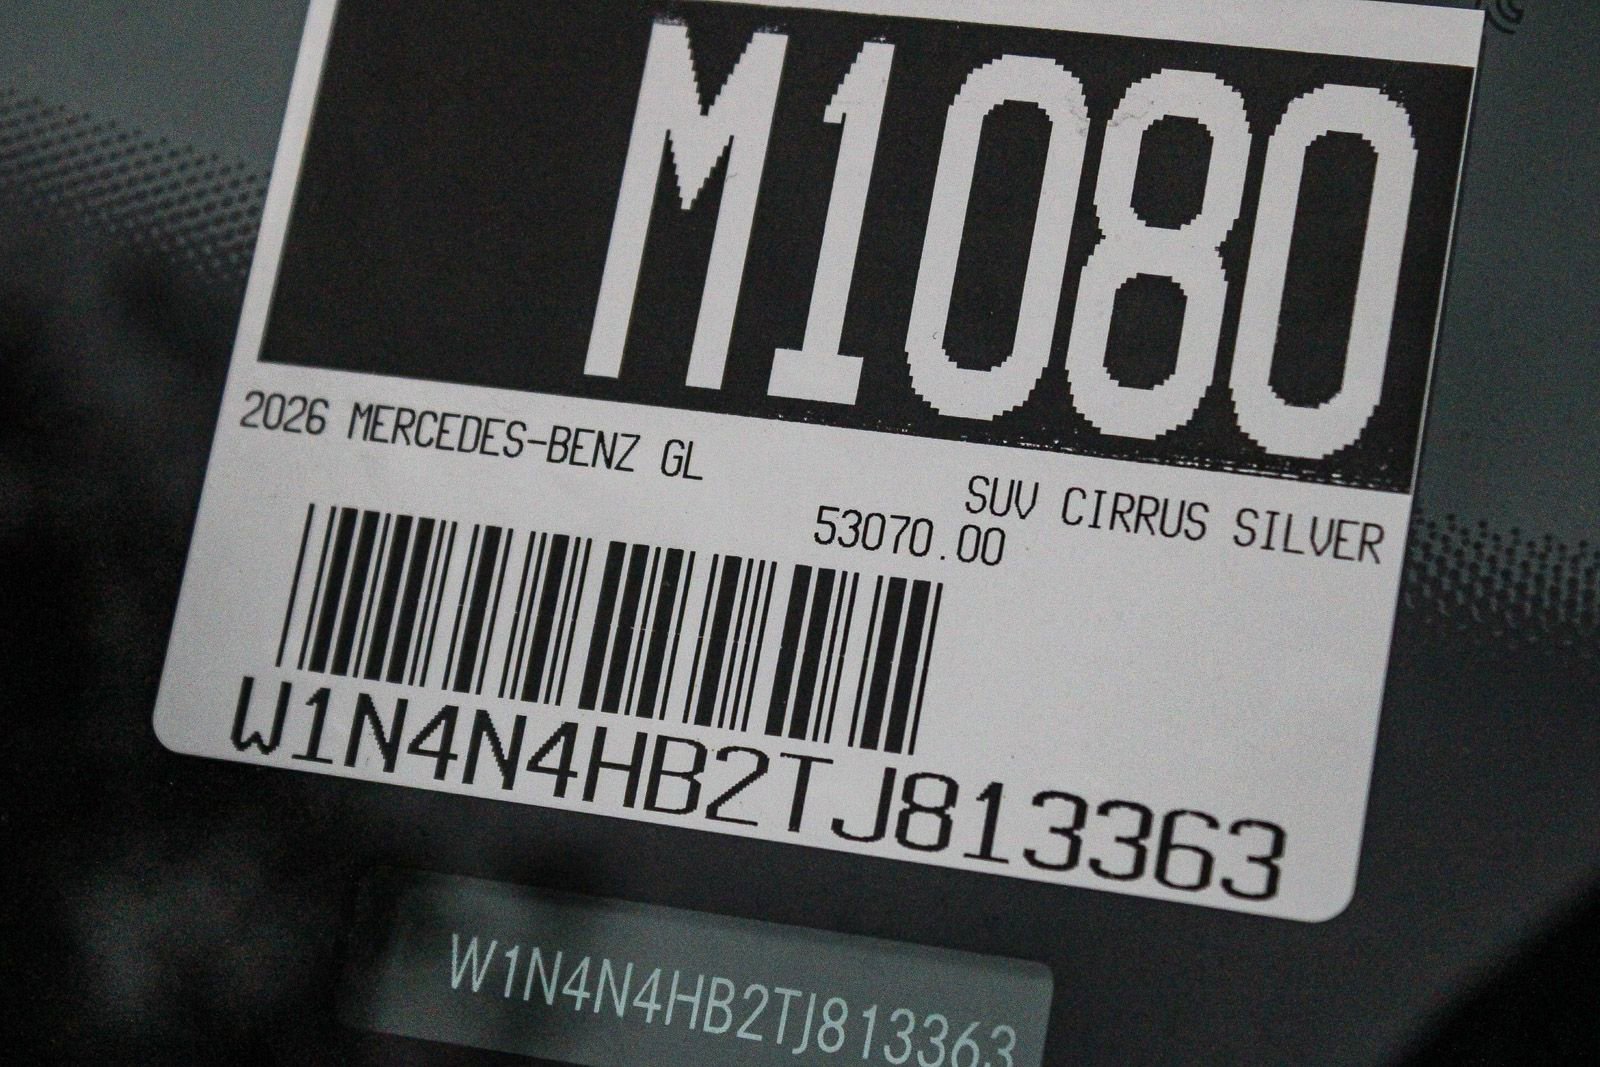 M1080
2026 MERCEDES-BENZ GL
SUV CIRRUS SILVER
53070.00
W1N4N4HB2TJ813363
W1N4N4HB2TJ813363